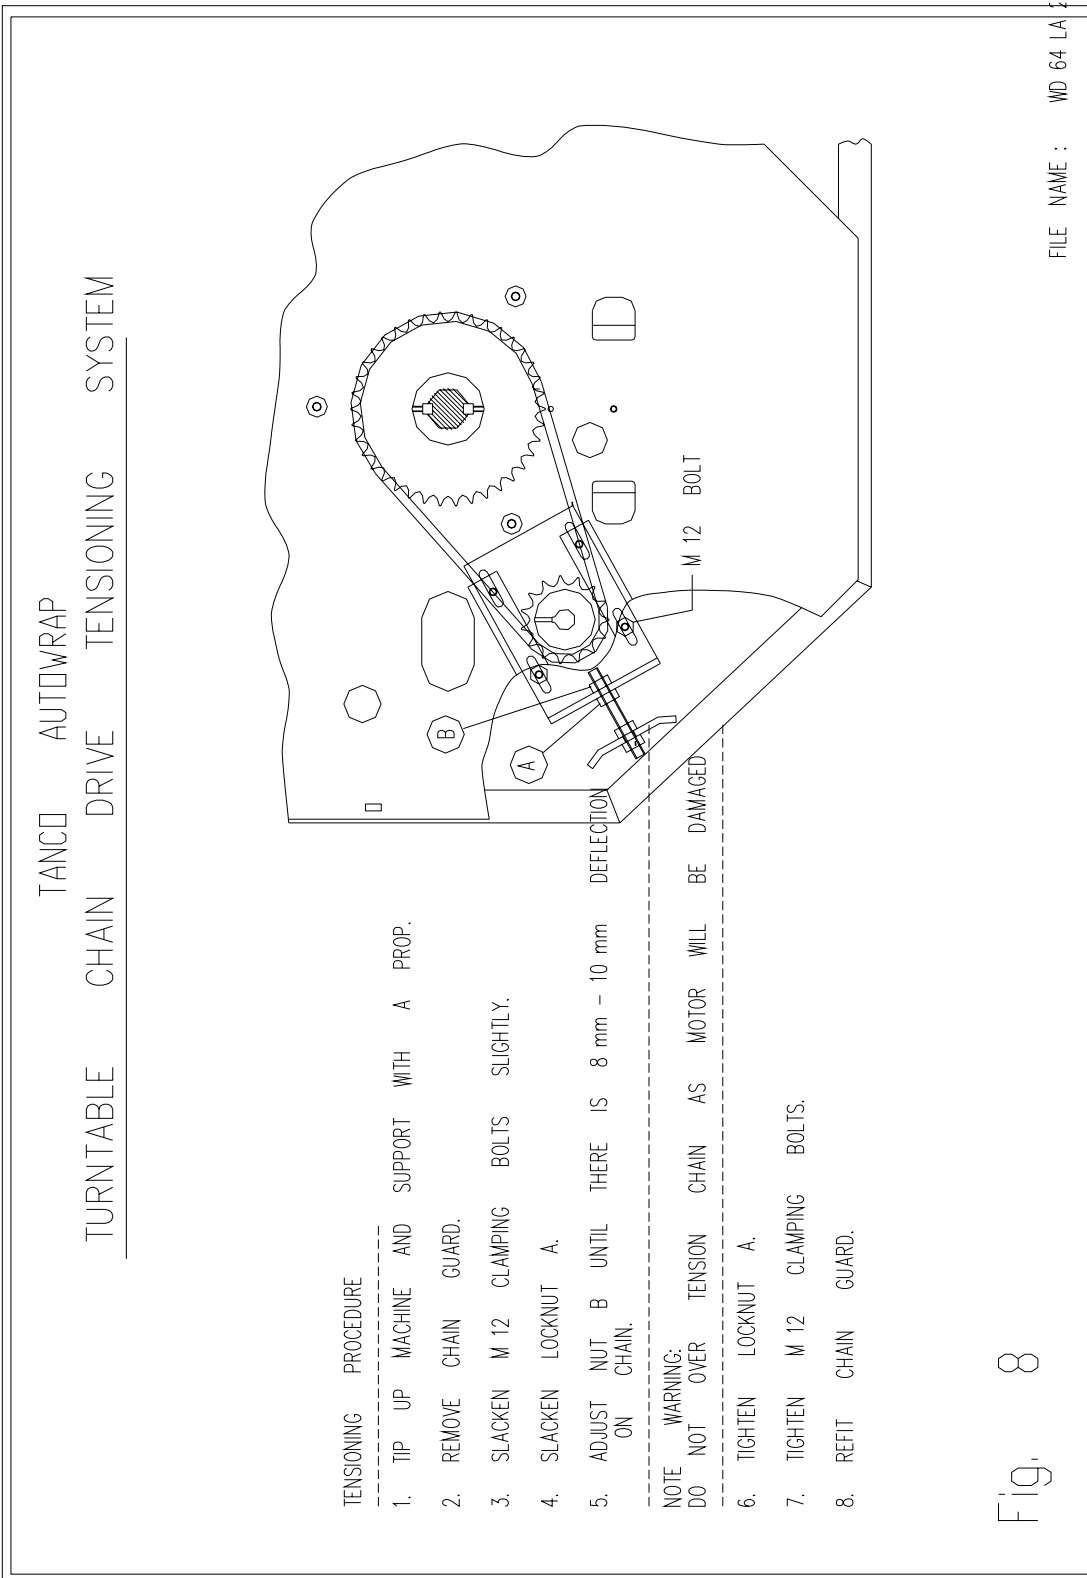 TANCO AUTOWRAP
TURNTABLE CHAIN DRIVE TENSIONING SYSTEM
TENSIONING PROCEDURE
1. TIP UP MACHINE AND SUPPORT WITH A PROP.
2. REMOVE CHAIN GUARD.
3. SLACKEN M 12 CLAMPING BOLTS SLIGHTLY.
4. SLACKEN LOCKNUT A.
5. ADJUST NUT B UNTIL THERE IS 8 mm - 10 mm DEFLECTION
ON CHAIN.
NOTE WARNING:
DO NOT OVER TENSION CHAIN AS MOTOR WILL BE DAMAGED
6. TIGHTEN LOCKNUT A.
7. TIGHTEN M 12 CLAMPING BOLTS.
8. REFIT CHAIN GUARD.
B
A
M 12 BOLT
Fig. 8
FILE NAME : WD 64 LA